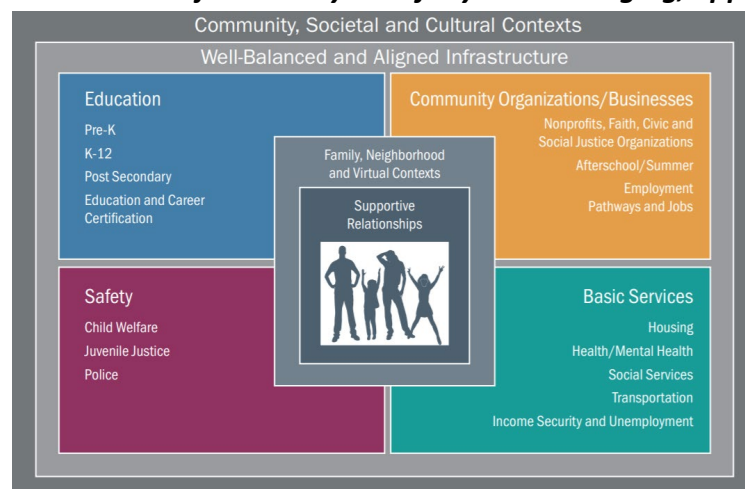 Community, Societal and Cultural Contexts
Well-Balanced and Aligned Infrastructure
Education
Pre-K
K-12
Post Secondary
Education and Career
Certification
Community Organizations/Businesses
Nonprofits, Faith, Civic and
Social Justice Organizations
Afterschool/Summer
Employment
Pathways and Jobs
Family, Neighborhood
and Virtual Contexts
Supportive
Relationships
Safety
Child Welfare
Juvenile Justice
Police
Basic Services
Housing
Health/Mental Health
Social Services
Transportation
Income Security and Unemployment